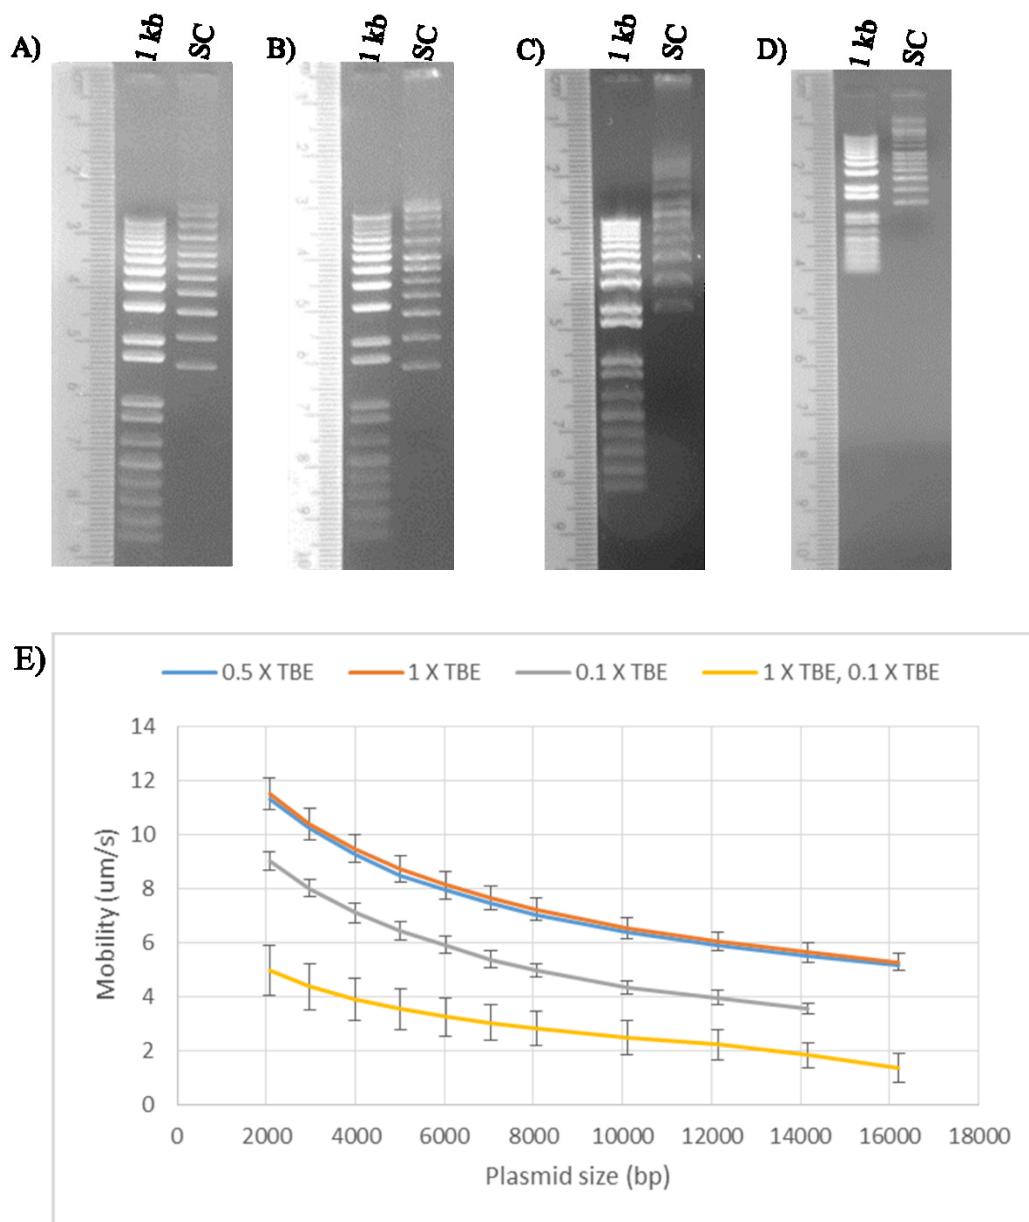 A) 1 kb SC B) 1 kb SC C) 1 kb SC D) 1 kb SC
E)
0.5 X TBE 1 X TBE 0.1 X TBE 1 X TBE, 0.1 X TBE
14
12
10
8
6
4
2
0
Mobility (um/s)
0 2000 4000 6000 8000 10000 12000 14000 16000 18000
Plasmid size (bp)